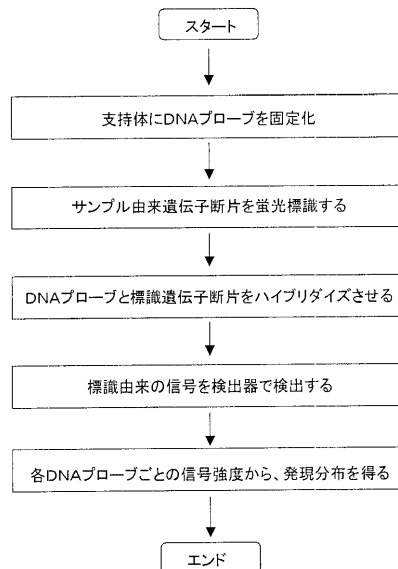 スタート
支持体にDNAプローブを固定化
サンプル由来遺伝子断片を蛍光標識する
DNAプローブと標識遺伝子断片をハイブリダイズさせる
標識由来の信号を検出器で検出する
各DNAプローブごとの信号強度から、発現分布を得る
エンド